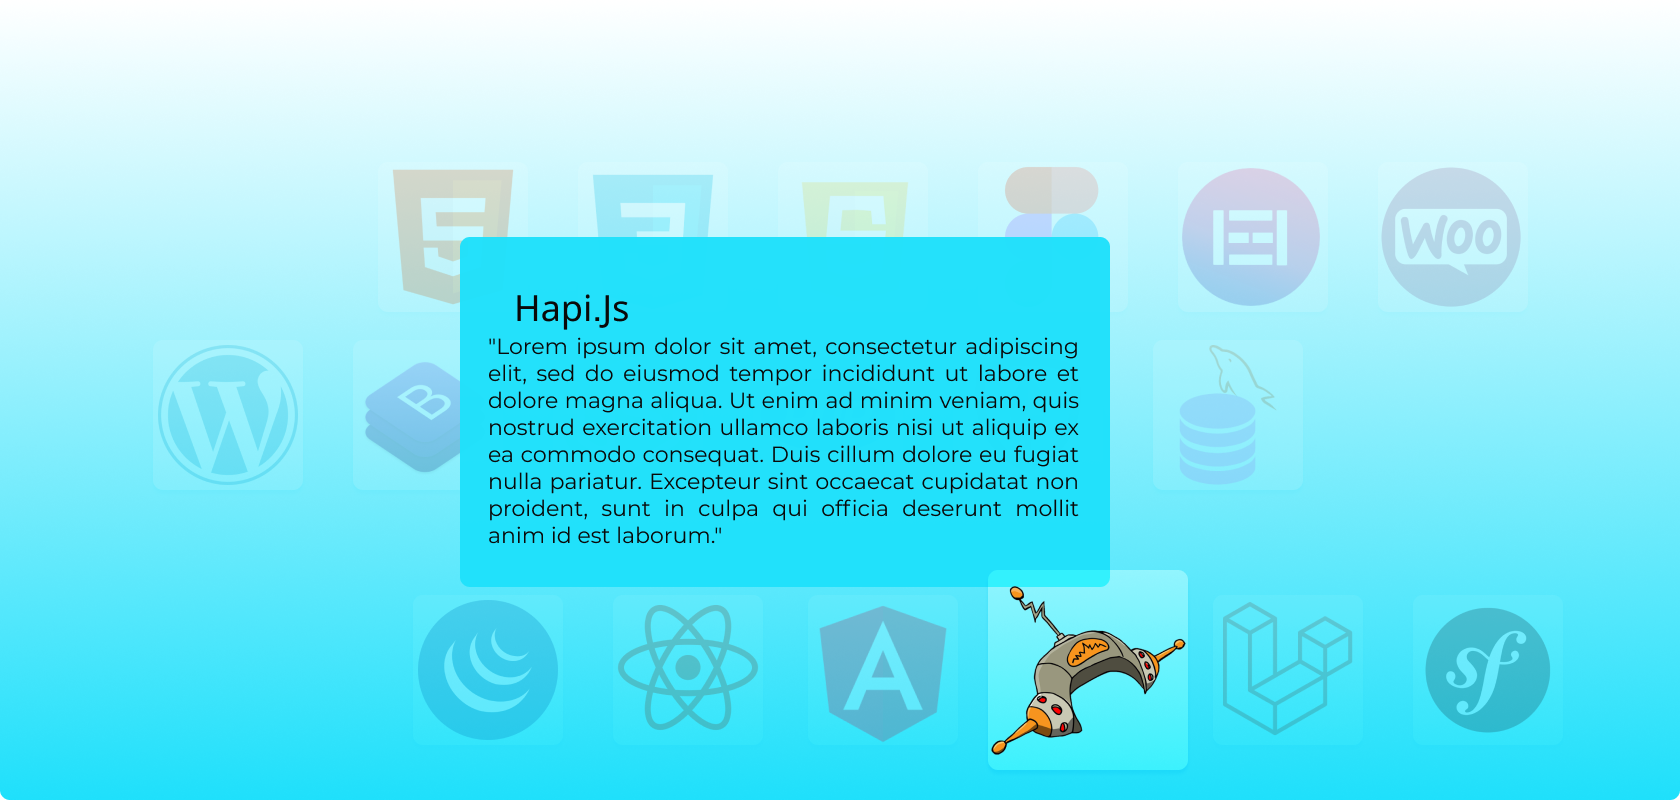 WOO
Hapi.Js
"Lorem ipsum dolor sit amet, consectetur adipiscing
elit, sed do eiusmod tempor incididunt ut labore et
dolore magna aliqua. Ut enim ad minim veniam, quis
nostrud exercitation ullamco laboris nisi ut aliquip ex
ea commodo consequat. Duis cillum dolore eu fugiat
nulla pariatur. Excepteur sint occaecat cupidatat non
proident, sunt in culpa qui officia deserunt mollit
anim id est laborum."
W
B
A
sf